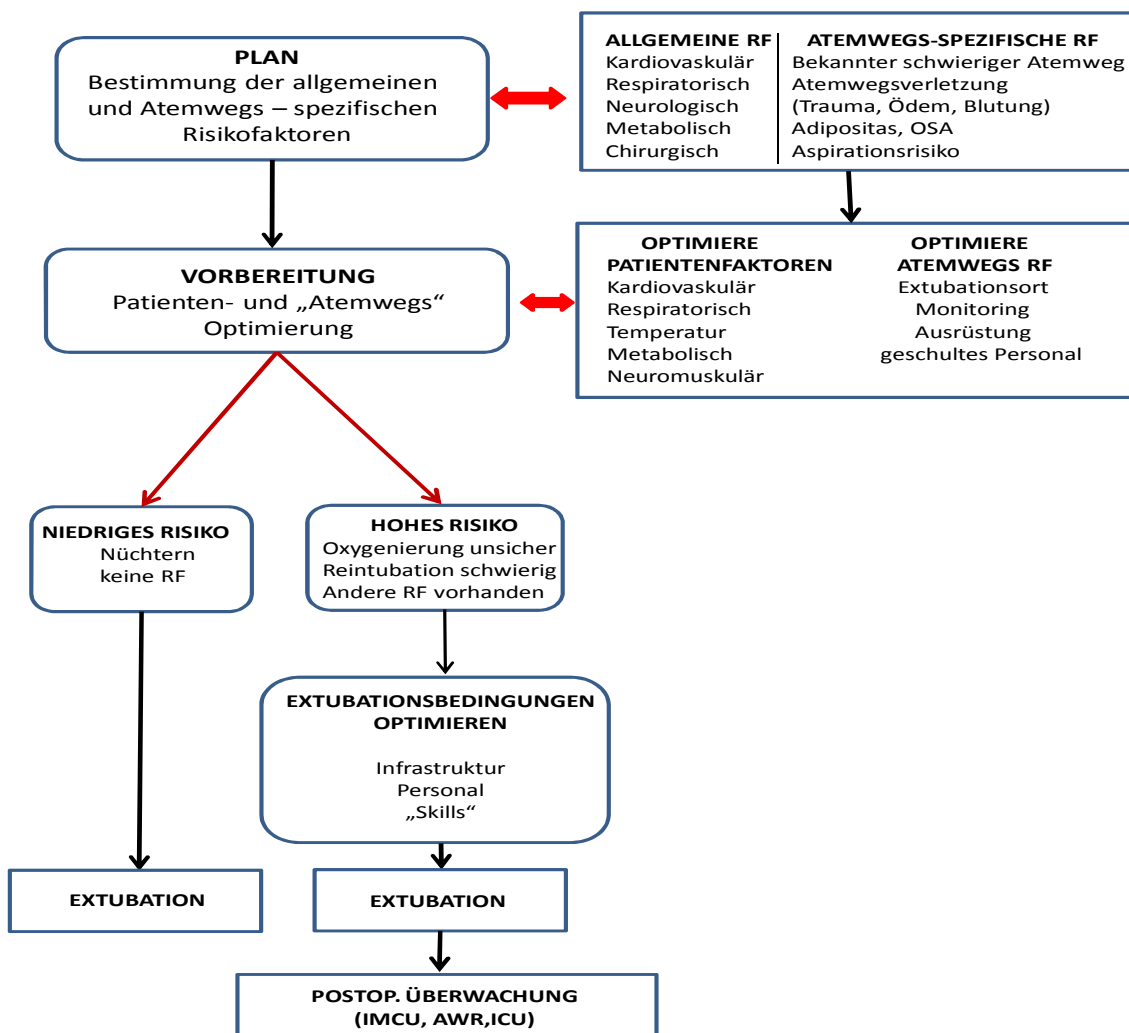 PLAN
Bestimmung der allgemeinen
und Atemwegs – spezifischen
Risikofaktoren
ALLGEMEINE RF
Kardiovaskulär
Respiratorisch
Neurologisch
Metabolisch
Chirurgisch
ATEMWEGS-SPEZIFISCHE RF
Bekannter schwieriger Atemweg
Atemwegsverletzung
(Trauma, Ödem, Blutung)
Adipositas, OSA
Aspirationsrisiko
VORBEREITUNG
Patienten- und „Atemwegs“
Optimierung
OPTIMIERE
PATIENTENFAKTOREN
Kardiovaskulär
Respiratorisch
Temperatur
Metabolisch
Neuromuskulär
OPTIMIERE
ATEMWEGS RF
Extubationsort
Monitoring
Ausrüstung
geschultes Personal
NIEDRIGES RISIKO
Nüchtern
keine RF
HOHES RISIKO
Oxygenierung unsicher
Reintubation schwierig
Andere RF vorhanden
EXTUBATIONSBEDINGUNGEN
OPTIMIEREN
Infrastruktur
Personal
„Skills“
EXTUBATION
EXTUBATION
POSTOP. ÜBERWACHUNG
(IMCU, AWR,ICU)